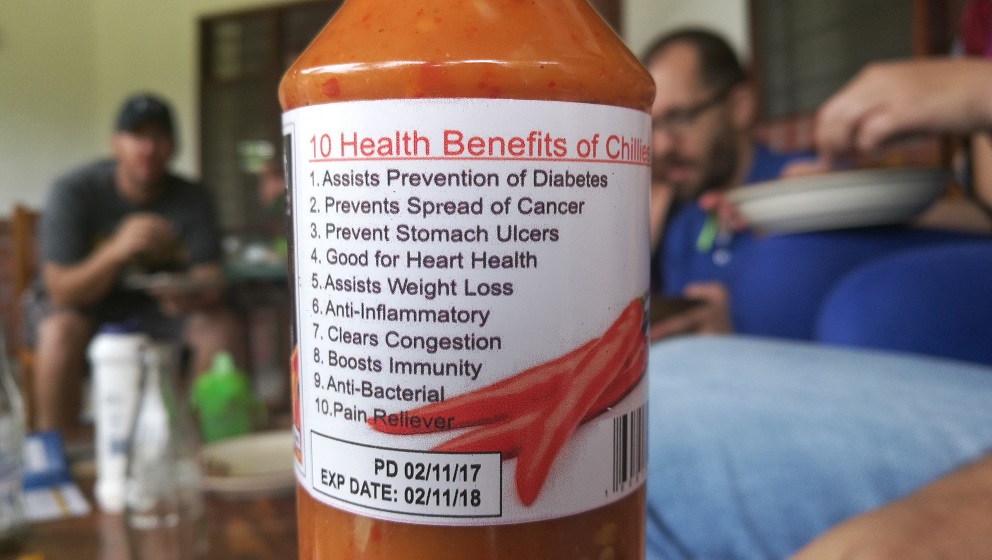 10 Health Benefits of Chillies
1. Assists Prevention of Diabetes
2. Prevents Spread of Cancer
3. Prevent Stomach Ulcers
4. Good for Heart Health
5. Assists Weight Loss
6. Anti-Inflammatory
7. Clears Congestion
8. Boosts Immunity
9. Anti-Bacterial
10.Pain Reliever
PD 02/11/17
EXP DATE: 02/11/18